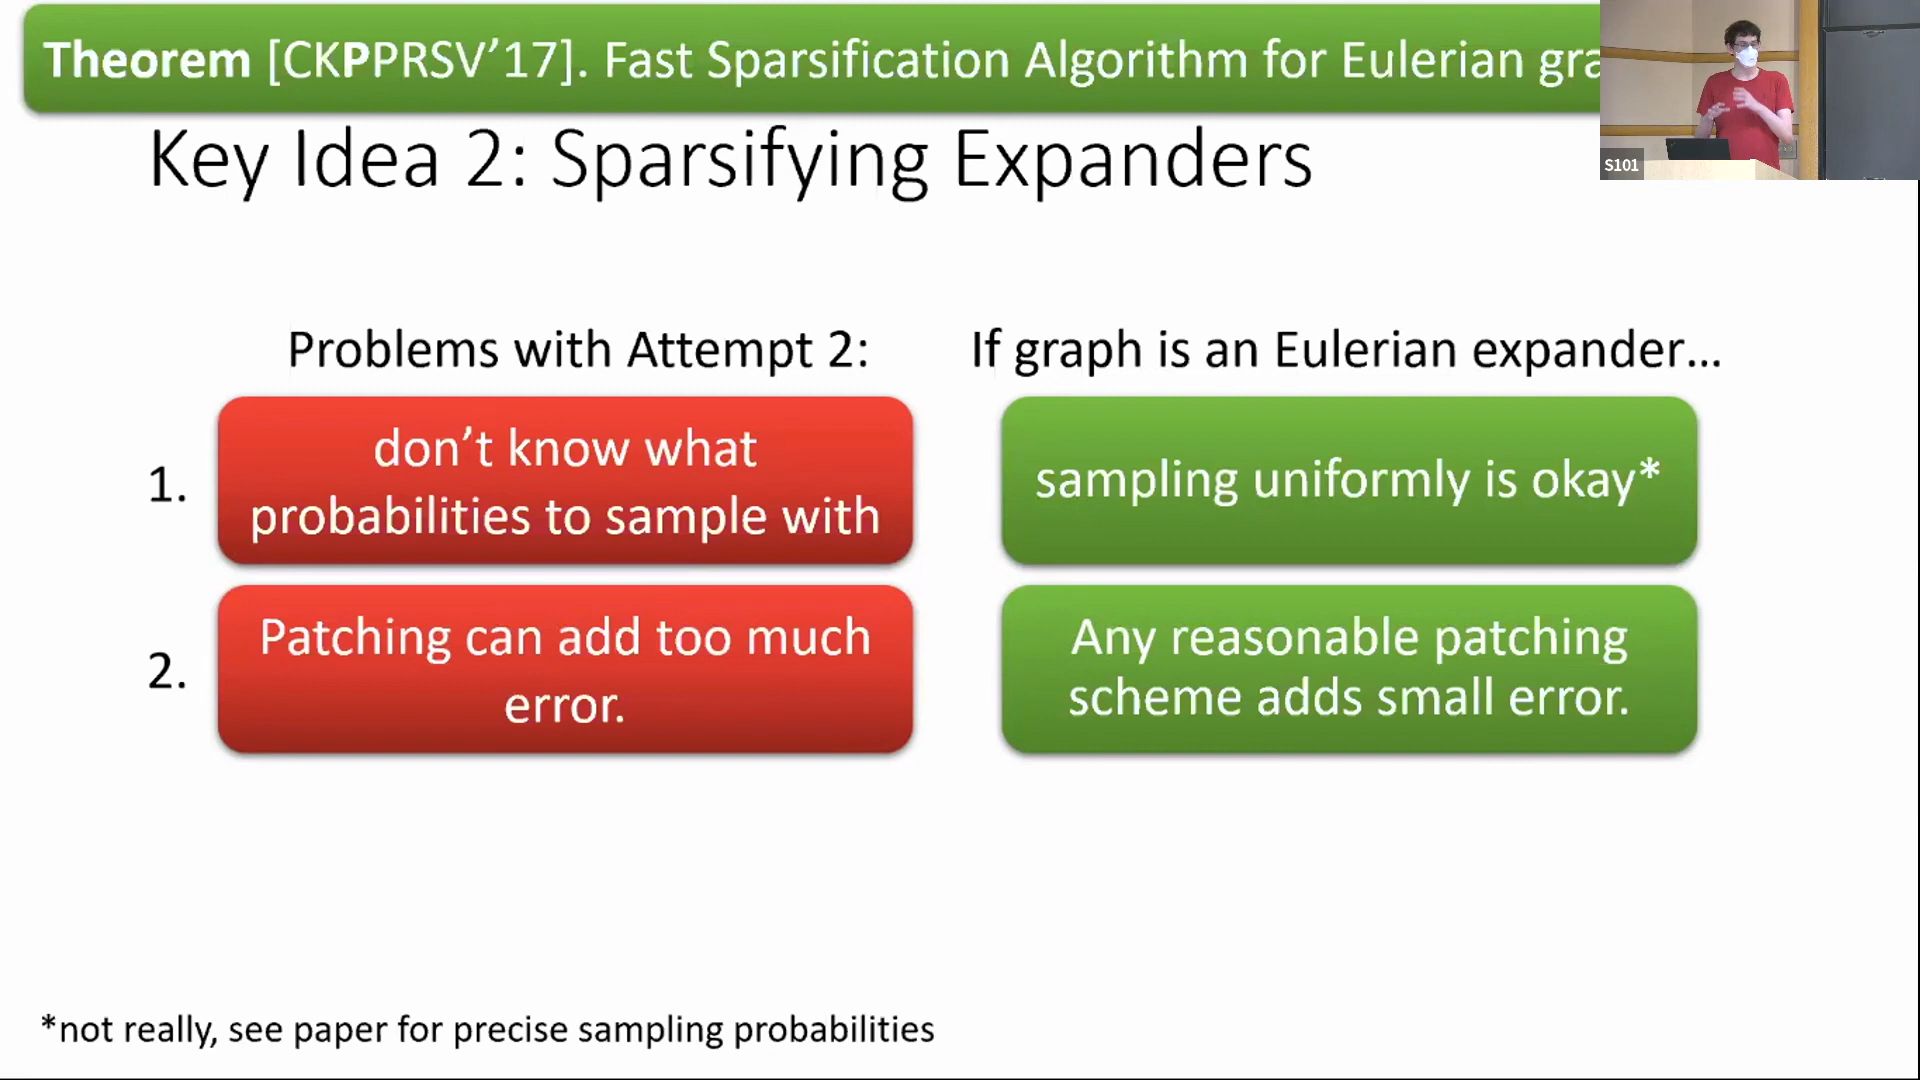 Theorem [CKPPRSV’17]. Fast Sparsification Algorithm for Eulerian gra
S101
Key Idea 2: Sparsifying Expanders
Problems with Attempt 2:
If graph is an Eulerian expander...
1.
don’t know what
probabilities to sample with
sampling uniformly is okay*
2.
Patching can add too much
error.
Any reasonable patching
scheme adds small error.
*not really, see paper for precise sampling probabilities